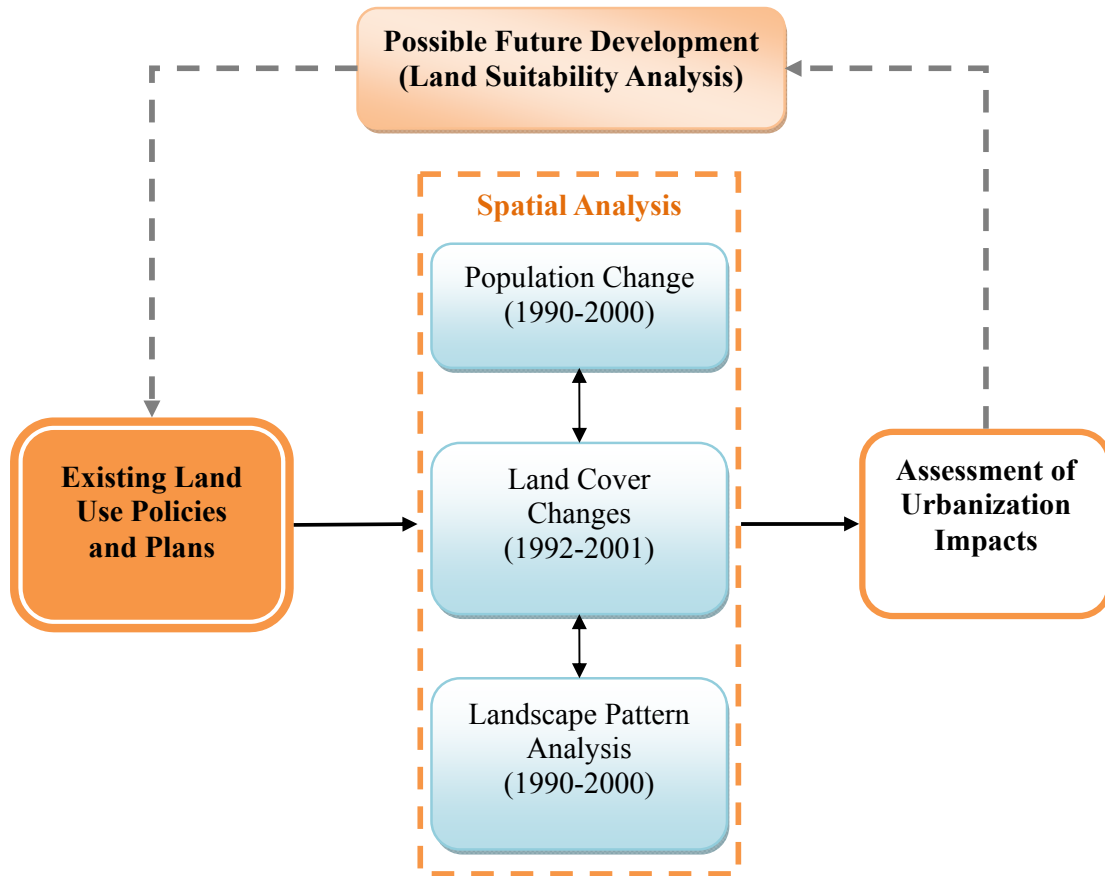 Possible Future Development
(Land Suitability Analysis)
Spatial Analysis
Population Change
(1990-2000)
Existing Land
Use Policies
and Plans
Land Cover
Changes
(1992-2001)
Assessment of
Urbanization
Impacts
Landscape Pattern
Analysis
(1990-2000)